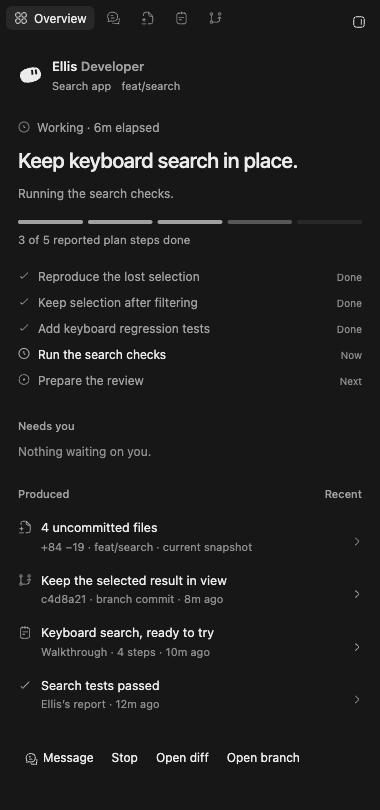 Overview
Ellis Developer
Search app feat/search
Working · 6m elapsed
Keep keyboard search in place.
Running the search checks.
3 of 5 reported plan steps done
Reproduce the lost selection Done
Keep selection after filtering Done
Add keyboard regression tests Done
Run the search checks Now
Prepare the review Next
Needs you
Nothing waiting on you.
Produced Recent
4 uncommitted files
+84 −19 · feat/search · current snapshot
Keep the selected result in view
c4d8a21 · branch commit · 8m ago
Keyboard search, ready to try
Walkthrough · 4 steps · 10m ago
Search tests passed
Ellis's report · 12m ago
Message Stop Open diff Open branch